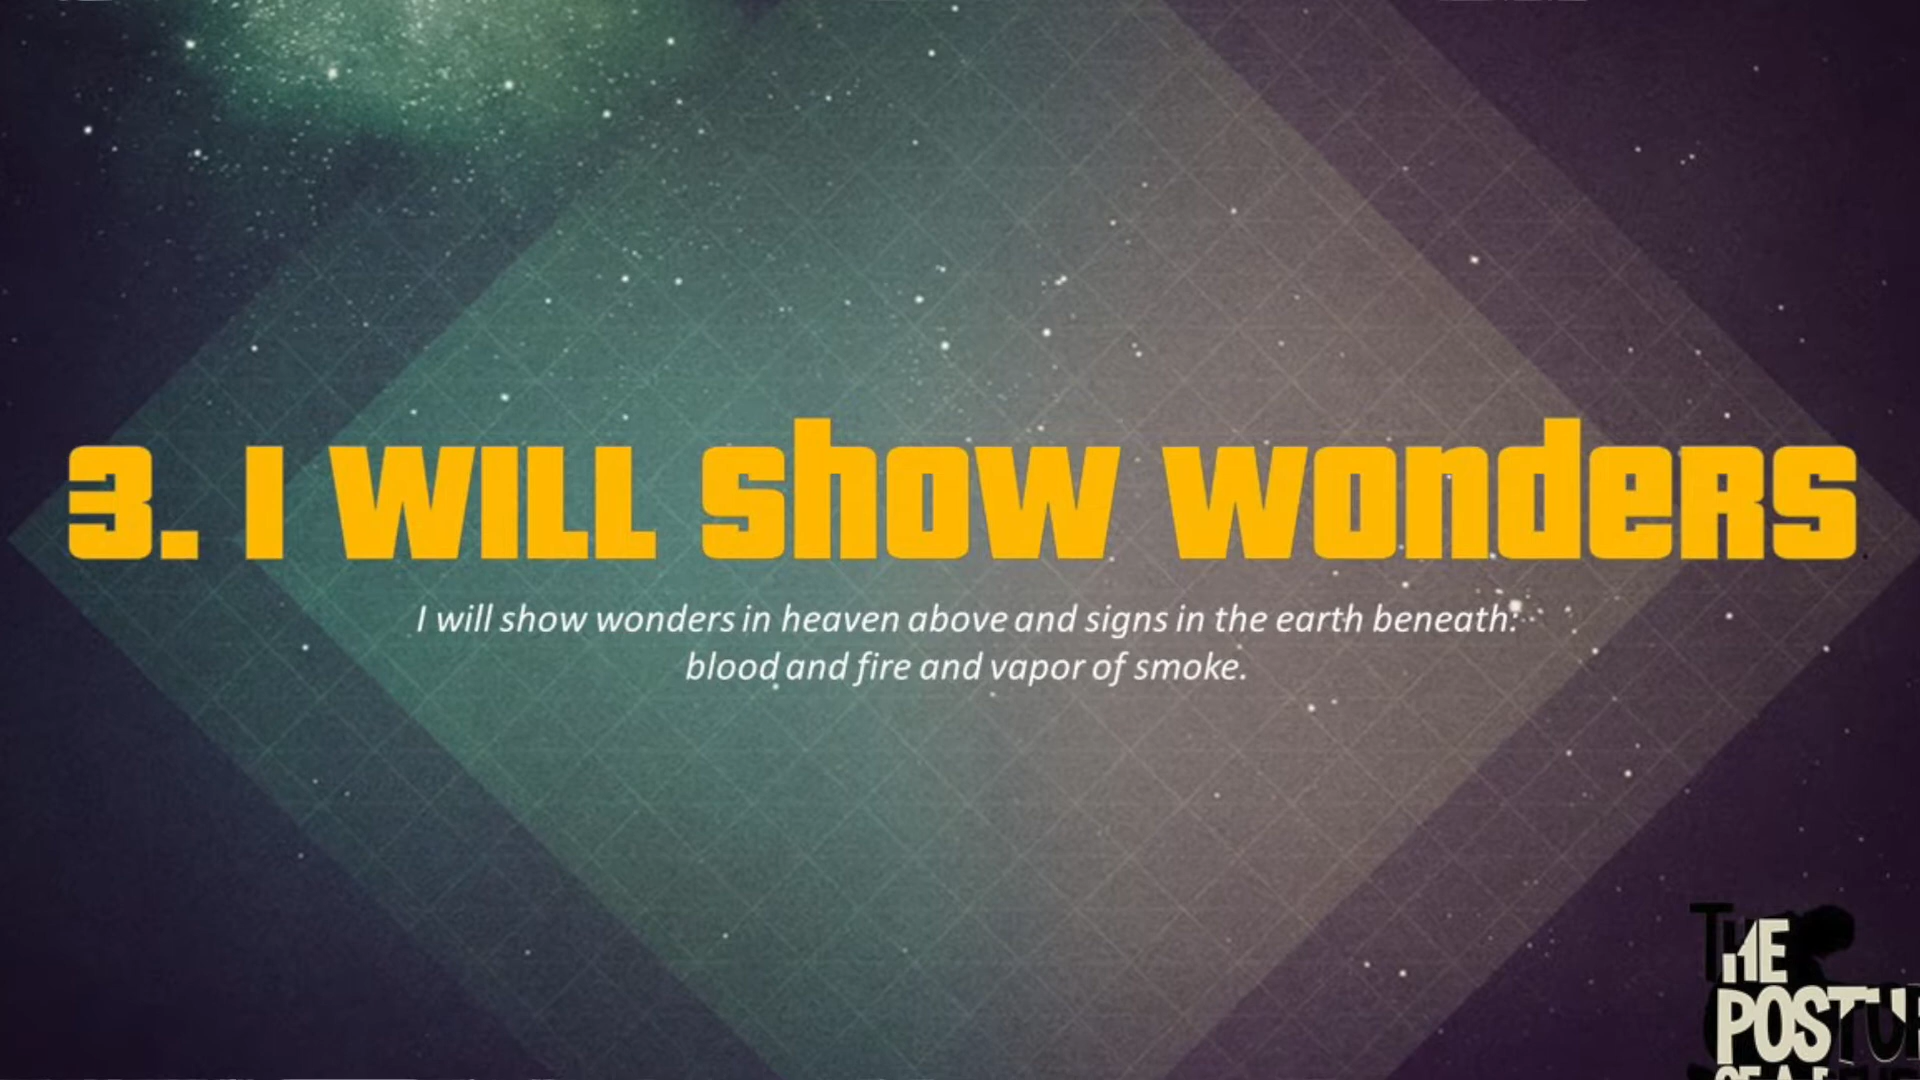 3. I WILL show wonders
I will show wonders in heaven above and signs in the earth beneath:
blood and fire and vapor of smoke.
THE